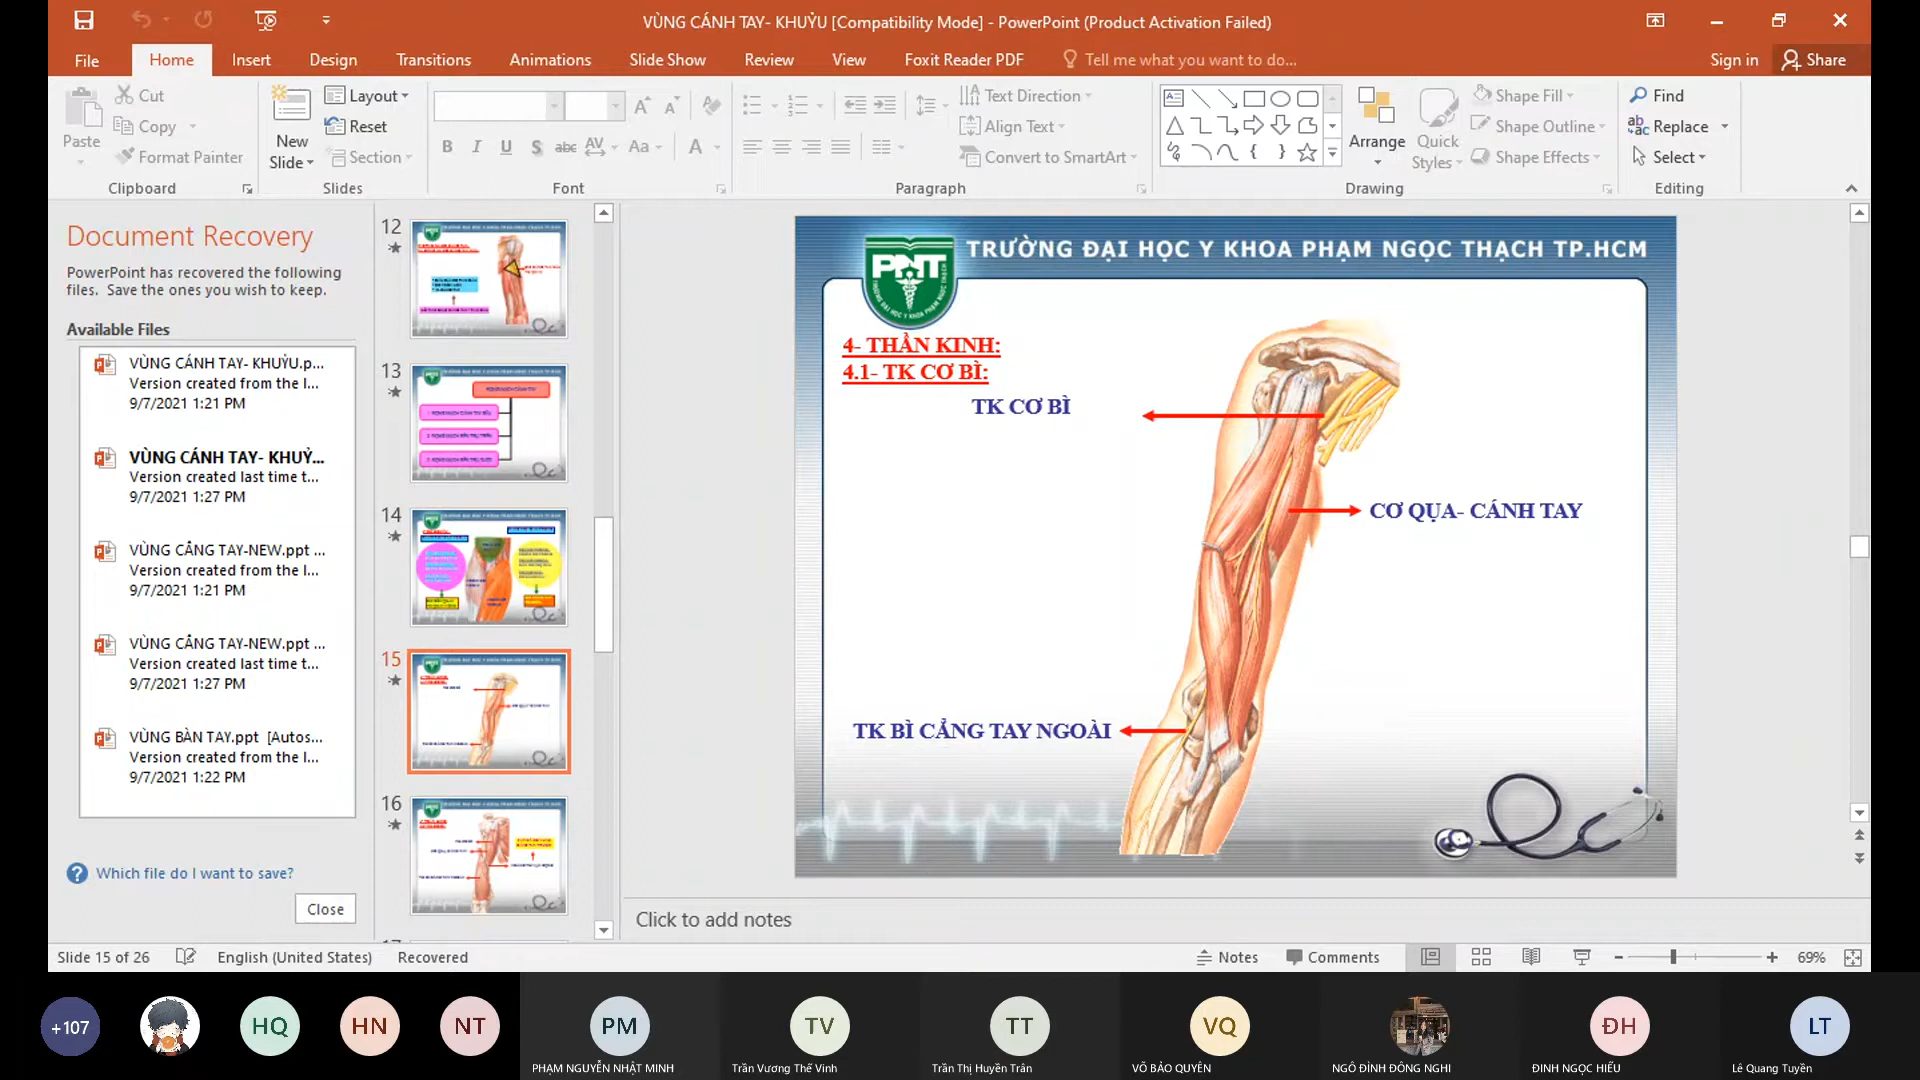 VÙNG CÁNH TAY- KHUỶU [Compatibility Mode] - PowerPoint (Product Activation Failed)
File Home Insert Design Transitions Animations Slide Show Review View Foxit Reader PDF Tell me what you want to do... Sign in Share
Paste
Cut
Copy
Format Painter
Clipboard
New Slide
Layout
Reset
Section
Slides
B I U S abc AV Aa A
Font
Text Direction
Align Text
Convert to SmartArt
Paragraph
Arrange
Quick Styles
Shape Fill
Shape Outline
Shape Effects
Drawing
Find
Replace
Select
Editing
Document Recovery
PowerPoint has recovered the following
files. Save the ones you wish to keep.
Available Files
VÙNG CÁNH TAY- KHUỶU.p...
Version created from the l...
9/7/2021 1:21 PM
VÙNG CÁNH TAY- KHUỶ...
Version created last time t...
9/7/2021 1:27 PM
VÙNG CẲNG TAY-NEW.ppt ...
Version created from the l...
9/7/2021 1:21 PM
VÙNG CẲNG TAY-NEW.ppt ...
Version created last time t...
9/7/2021 1:27 PM
VÙNG BÀN TAY.ppt [Autos...
Version created from the l...
9/7/2021 1:22 PM
Which file do I want to save?
Close
12
13
14
15
16
TRƯỜNG ĐẠI HỌC Y KHOA PHẠM NGỌC THẠCH TP.HCM
PNT
4- THẦN KINH:
4.1- TK CƠ BÌ:
TK CƠ BÌ
CƠ QUẠ- CÁNH TAY
TK BÌ CẲNG TAY NGOÀI
Click to add notes
Slide 15 of 26 English (United States) Recovered Notes Comments 69%
+107 HQ HN NT PM TV TT VQ ĐH LT
PHẠM NGUYỄN NHẬT MINH Trần Vương Thế Vinh Trần Thị Huyền Trân VÕ BẢO QUYÊN NGÔ ĐÌNH ĐÔNG NGHI ĐINH NGỌC HIẾU Lê Quang Tuyền